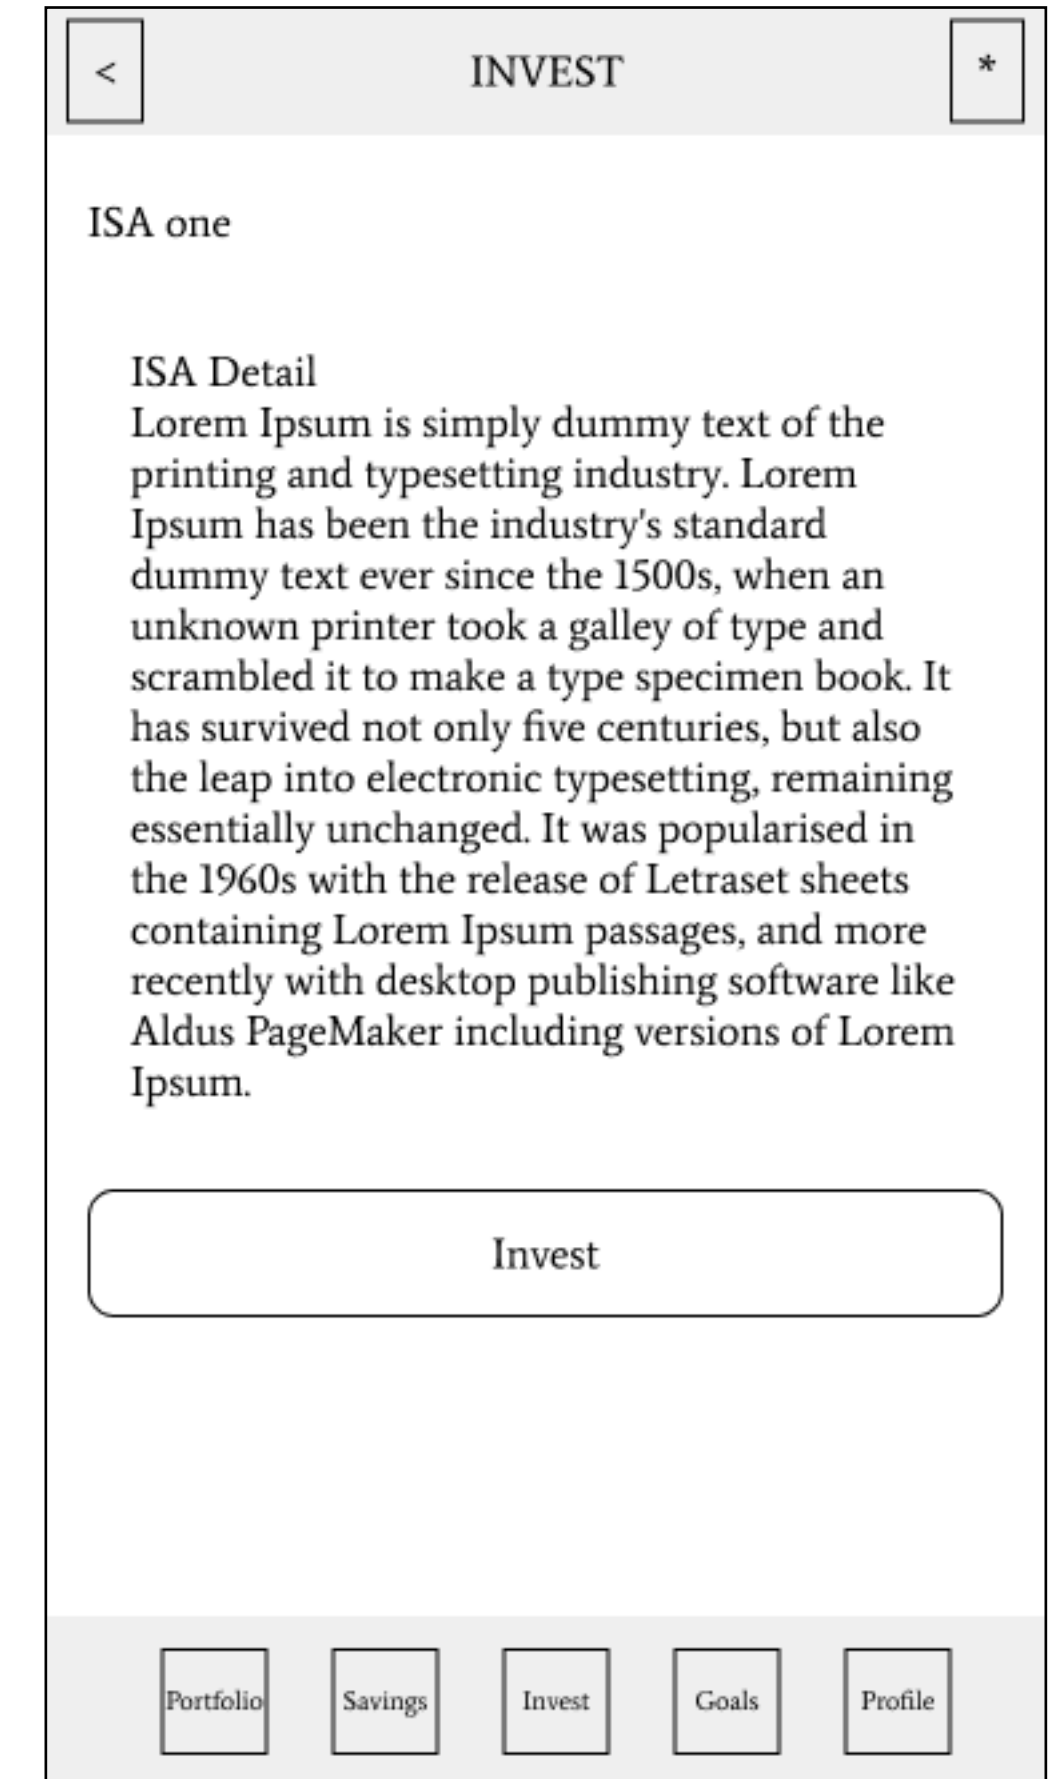 < INVEST *
ISA one
ISA Detail
Lorem Ipsum is simply dummy text of the
printing and typesetting industry. Lorem
Ipsum has been the industry's standard
dummy text ever since the 1500s, when an
unknown printer took a galley of type and
scrambled it to make a type specimen book. It
has survived not only five centuries, but also
the leap into electronic typesetting, remaining
essentially unchanged. It was popularised in
the 1960s with the release of Letraset sheets
containing Lorem Ipsum passages, and more
recently with desktop publishing software like
Aldus PageMaker including versions of Lorem
Ipsum.
Invest
Portfolio Savings Invest Goals Profile